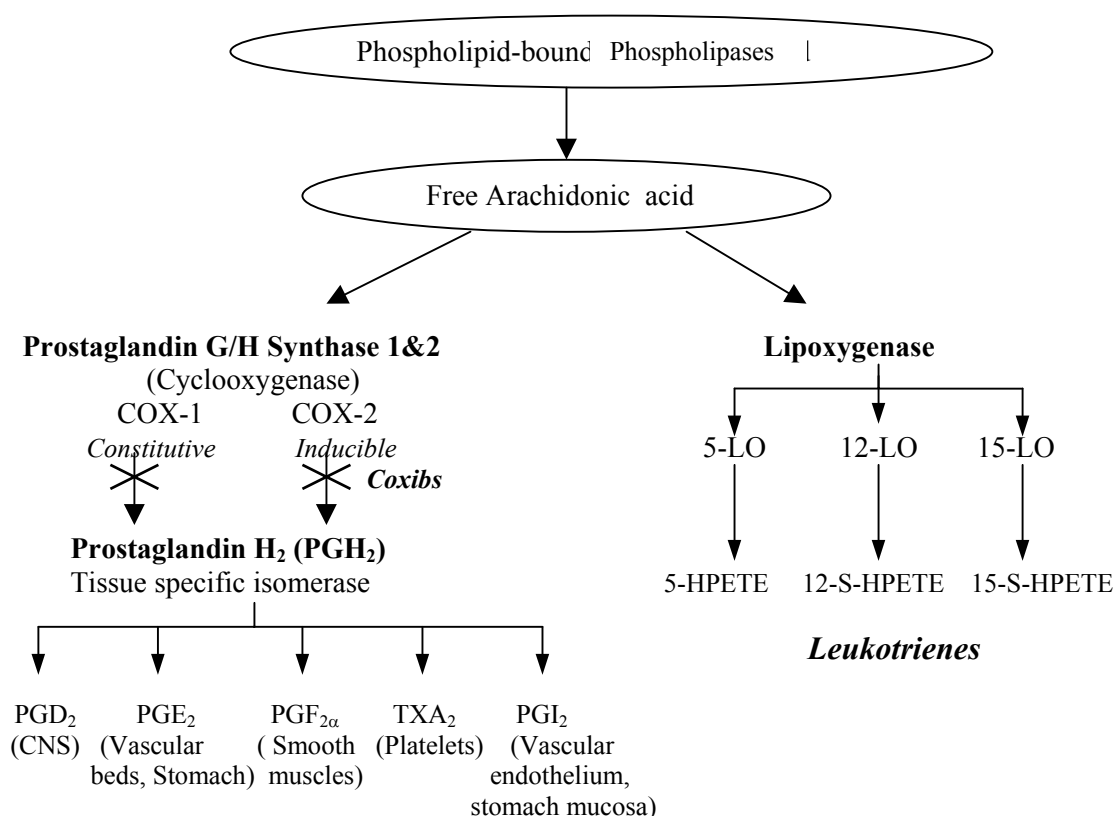 Phospholipid-bound Phospholipases
Free Arachidonic acid
Prostaglandin G/H Synthase 1&2
(Cyclooxygenase)
COX-1 COX-2
Constitutive Inducible
Coxibs
Prostaglandin H₂ (PGH₂)
Tissue specific isomerase
PGD₂ PGE₂ PGF₂α TXA₂ PGI₂
(CNS) (Vascular ( Smooth (Platelets) (Vascular
beds, Stomach) muscles) endothelium,
stomach mucosa)
Lipoxygenase
5-LO 12-LO 15-LO
5-HPETE 12-S-HPETE 15-S-HPETE
Leukotrienes